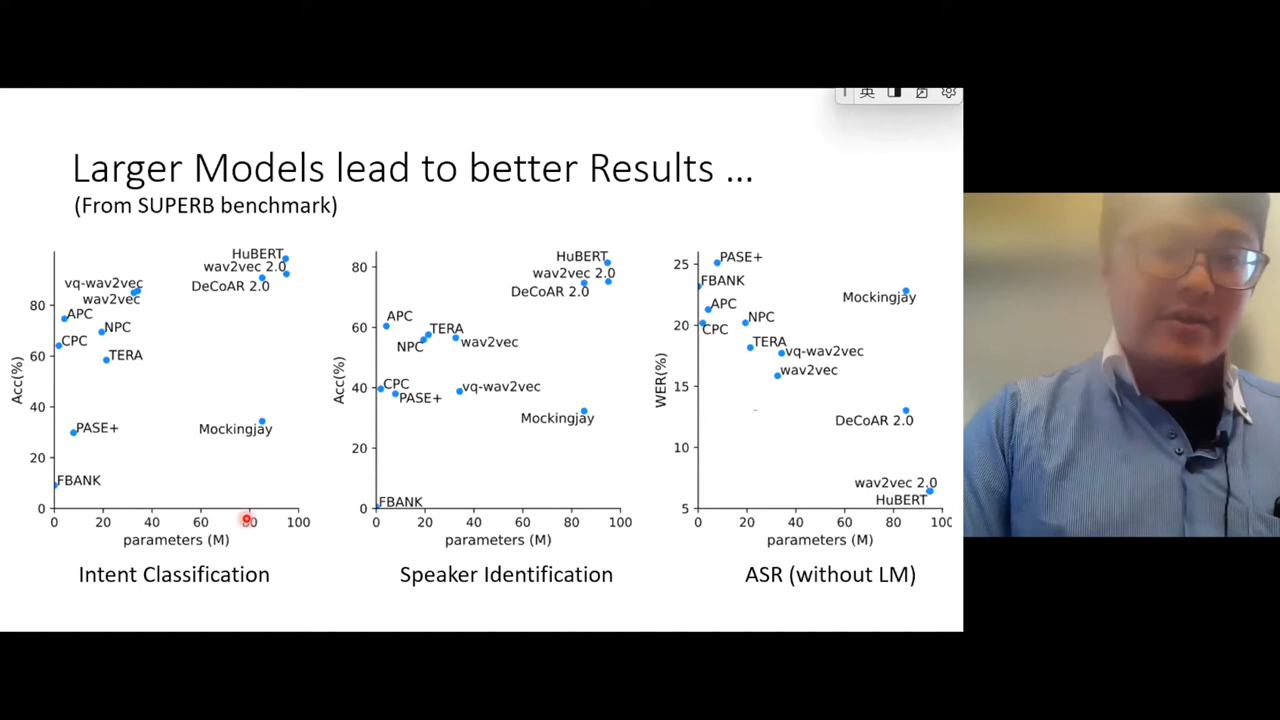 英
Larger Models lead to better Results ...
(From SUPERB benchmark)
Acc(%)
80
60
40
20
0
HuBERT
wav2vec 2.0
DeCoAR 2.0
vq-wav2vec
wav2vec
APC
NPC
CPC
TERA
PASE+
Mockingjay
FBANK
0 20 40 60 80 100
parameters (M)
Intent Classification
Acc(%)
80
60
40
20
0
HuBERT
wav2vec 2.0
DeCoAR 2.0
APC
TERA
NPC
wav2vec
CPC
PASE+
vq-wav2vec
Mockingjay
FBANK
0 20 40 60 80 100
parameters (M)
Speaker Identification
WER(%)
25
20
15
10
5
PASE+
FBANK
Mockingjay
APC
NPC
CPC
TERA
vq-wav2vec
wav2vec
DeCoAR 2.0
wav2vec 2.0
HuBERT
0 20 40 60 80 100
parameters (M)
ASR (without LM)